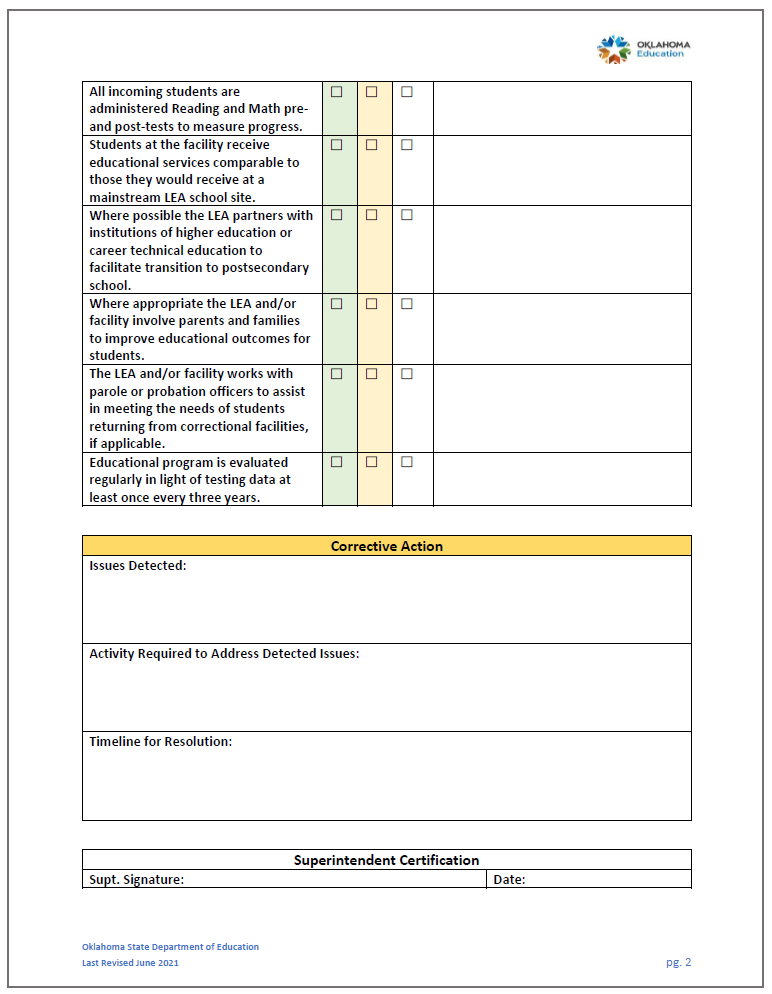 OKLAHOMA
Education
All incoming students are ☐ ☐ ☐
administered Reading and Math pre-
and post-tests to measure progress.
Students at the facility receive ☐ ☐ ☐
educational services comparable to
those they would receive at a
mainstream LEA school site.
Where possible the LEA partners with ☐ ☐ ☐
institutions of higher education or
career technical education to
facilitate transition to postsecondary
school.
Where appropriate the LEA and/or ☐ ☐ ☐
facility involve parents and families
to improve educational outcomes for
students.
The LEA and/or facility works with ☐ ☐ ☐
parole or probation officers to assist
in meeting the needs of students
returning from correctional facilities,
if applicable.
Educational program is evaluated ☐ ☐ ☐
regularly in light of testing data at
least once every three years.
Corrective Action
Issues Detected:
Activity Required to Address Detected Issues:
Timeline for Resolution:
Superintendent Certification
Supt. Signature: Date:
Oklahoma State Department of Education
Last Revised June 2021 pg. 2